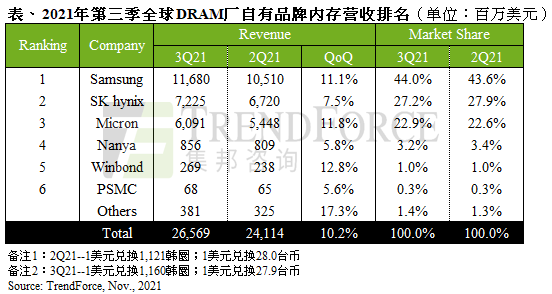 表、2021年第三季全球DRAM厂自有品牌内存营收排名（单位：百万美元）
Ranking Company Revenue Market Share
3Q21 2Q21 QoQ 3Q21 2Q21
1 Samsung 11,680 10,510 11.1% 44.0% 43.6%
2 SK hynix 7,225 6,720 7.5% 27.2% 27.9%
3 Micron 6,091 5,448 11.8% 22.9% 22.6%
4 Nanya 856 809 5.8% 3.2% 3.4%
5 Winbond 269 238 12.8% 1.0% 1.0%
6 PSMC 68 65 5.6% 0.3% 0.3%
Others 381 325 17.3% 1.4% 1.3%
Total 26,569 24,114 10.2% 100.0% 100.0%
备注1：2Q21--1美元兑换1,121韩圜；1美元兑换28.0台币
备注2：3Q21--1美元兑换1,160韩圜；1美元兑换27.9台币
Source: TrendForce, Nov., 2021
TRENDFORCE
集邦咨询